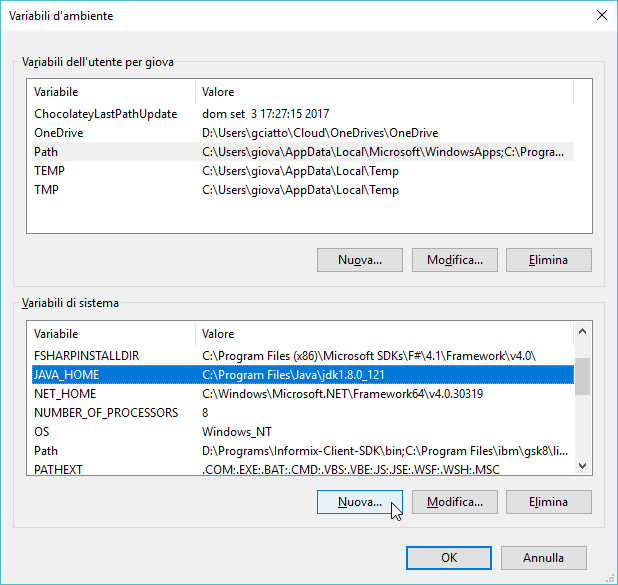 Variabili d'ambiente
Variabili dell'utente per giova
Variabile Valore
ChocolateyLastPathUpdate dom set 3 17:27:15 2017
OneDrive D:\Users\gciatto\Cloud\OneDrives\OneDrive
Path C:\Users\giova\AppData\Local\Microsoft\WindowsApps;C:\Progra...
TEMP C:\Users\giova\AppData\Local\Temp
TMP C:\Users\giova\AppData\Local\Temp
Nuova... Modifica... Elimina
Variabili di sistema
Variabile Valore
FSHARPINSTALLDIR C:\Program Files (x86)\Microsoft SDKs\F#\4.1\Framework\v4.0\
JAVA_HOME C:\Program Files\Java\jdk1.8.0_121
NET_HOME C:\Windows\Microsoft.NET\Framework64\v4.0.30319
NUMBER_OF_PROCESSORS 8
OS Windows_NT
Path D:\Programs\Informix-Client-SDK\bin;C:\Program Files\ibm\gsk8\li...
PATHEXT .COM;.EXE;.BAT;.CMD;.VBS;.VBE;.JS;.JSE;.WSF;.WSH;.MSC
Nuova... Modifica... Elimina
OK Annulla